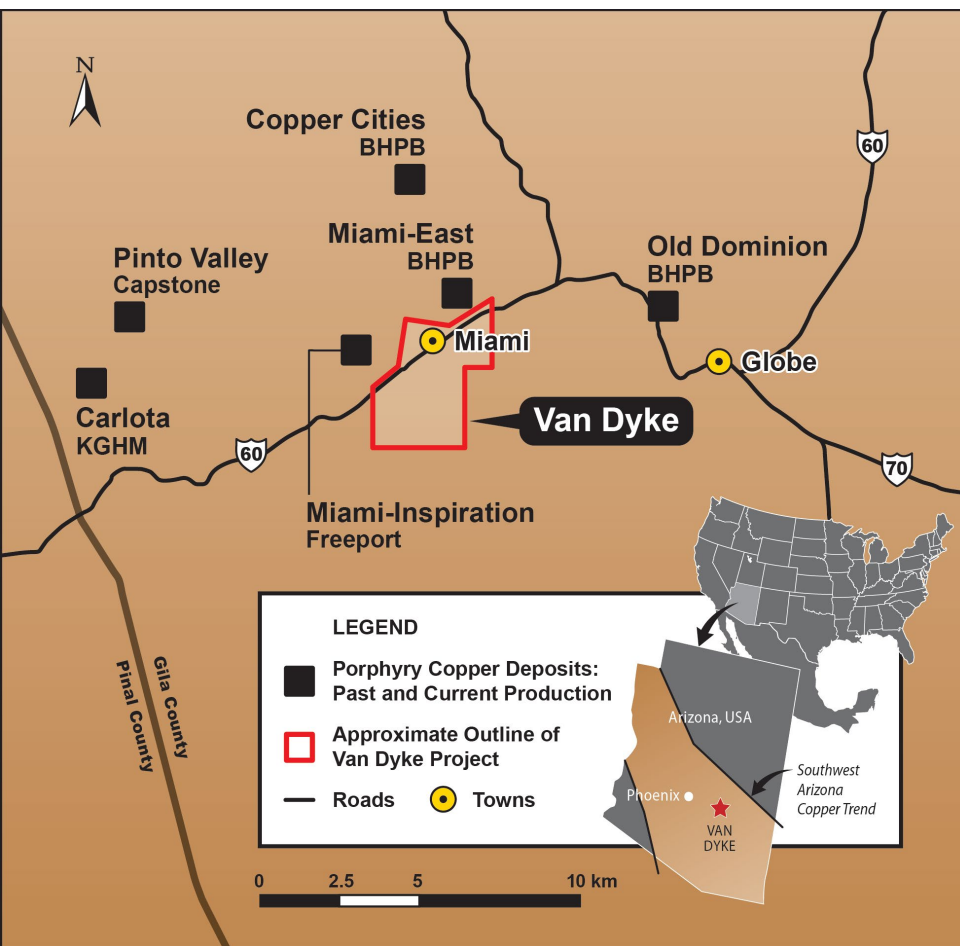 N
Copper Cities
BHPB
60
Miami-East
BHPB
Old Dominion
BHPB
Pinto Valley
Capstone
Miami
Globe
Carlota
KGHM
Van Dyke
60
70
Miami-Inspiration
Freeport
Gila County
Pinal County
LEGEND
Porphyry Copper Deposits:
Past and Current Production
Approximate Outline of
Van Dyke Project
Roads
Towns
Arizona, USA
Phoenix
VAN
DYKE
Southwest
Arizona
Copper Trend
0
2.5
5
10 km